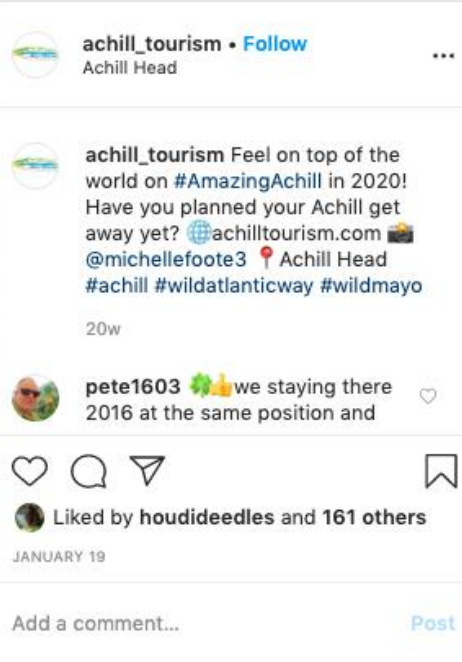 achill_tourism • Follow
Achill Head
achill_tourism Feel on top of the
world on #AmazingAchill in 2020!
Have you planned your Achill get
away yet? 🌐achilltourism.com 📸
@michellefoote3 📍Achill Head
#achill #wildatlanticway #wildmayo
20w
pete1603 🍀👍we staying there
2016 at the same position and
Liked by houdideedles and 161 others
JANUARY 19
Add a comment... Post